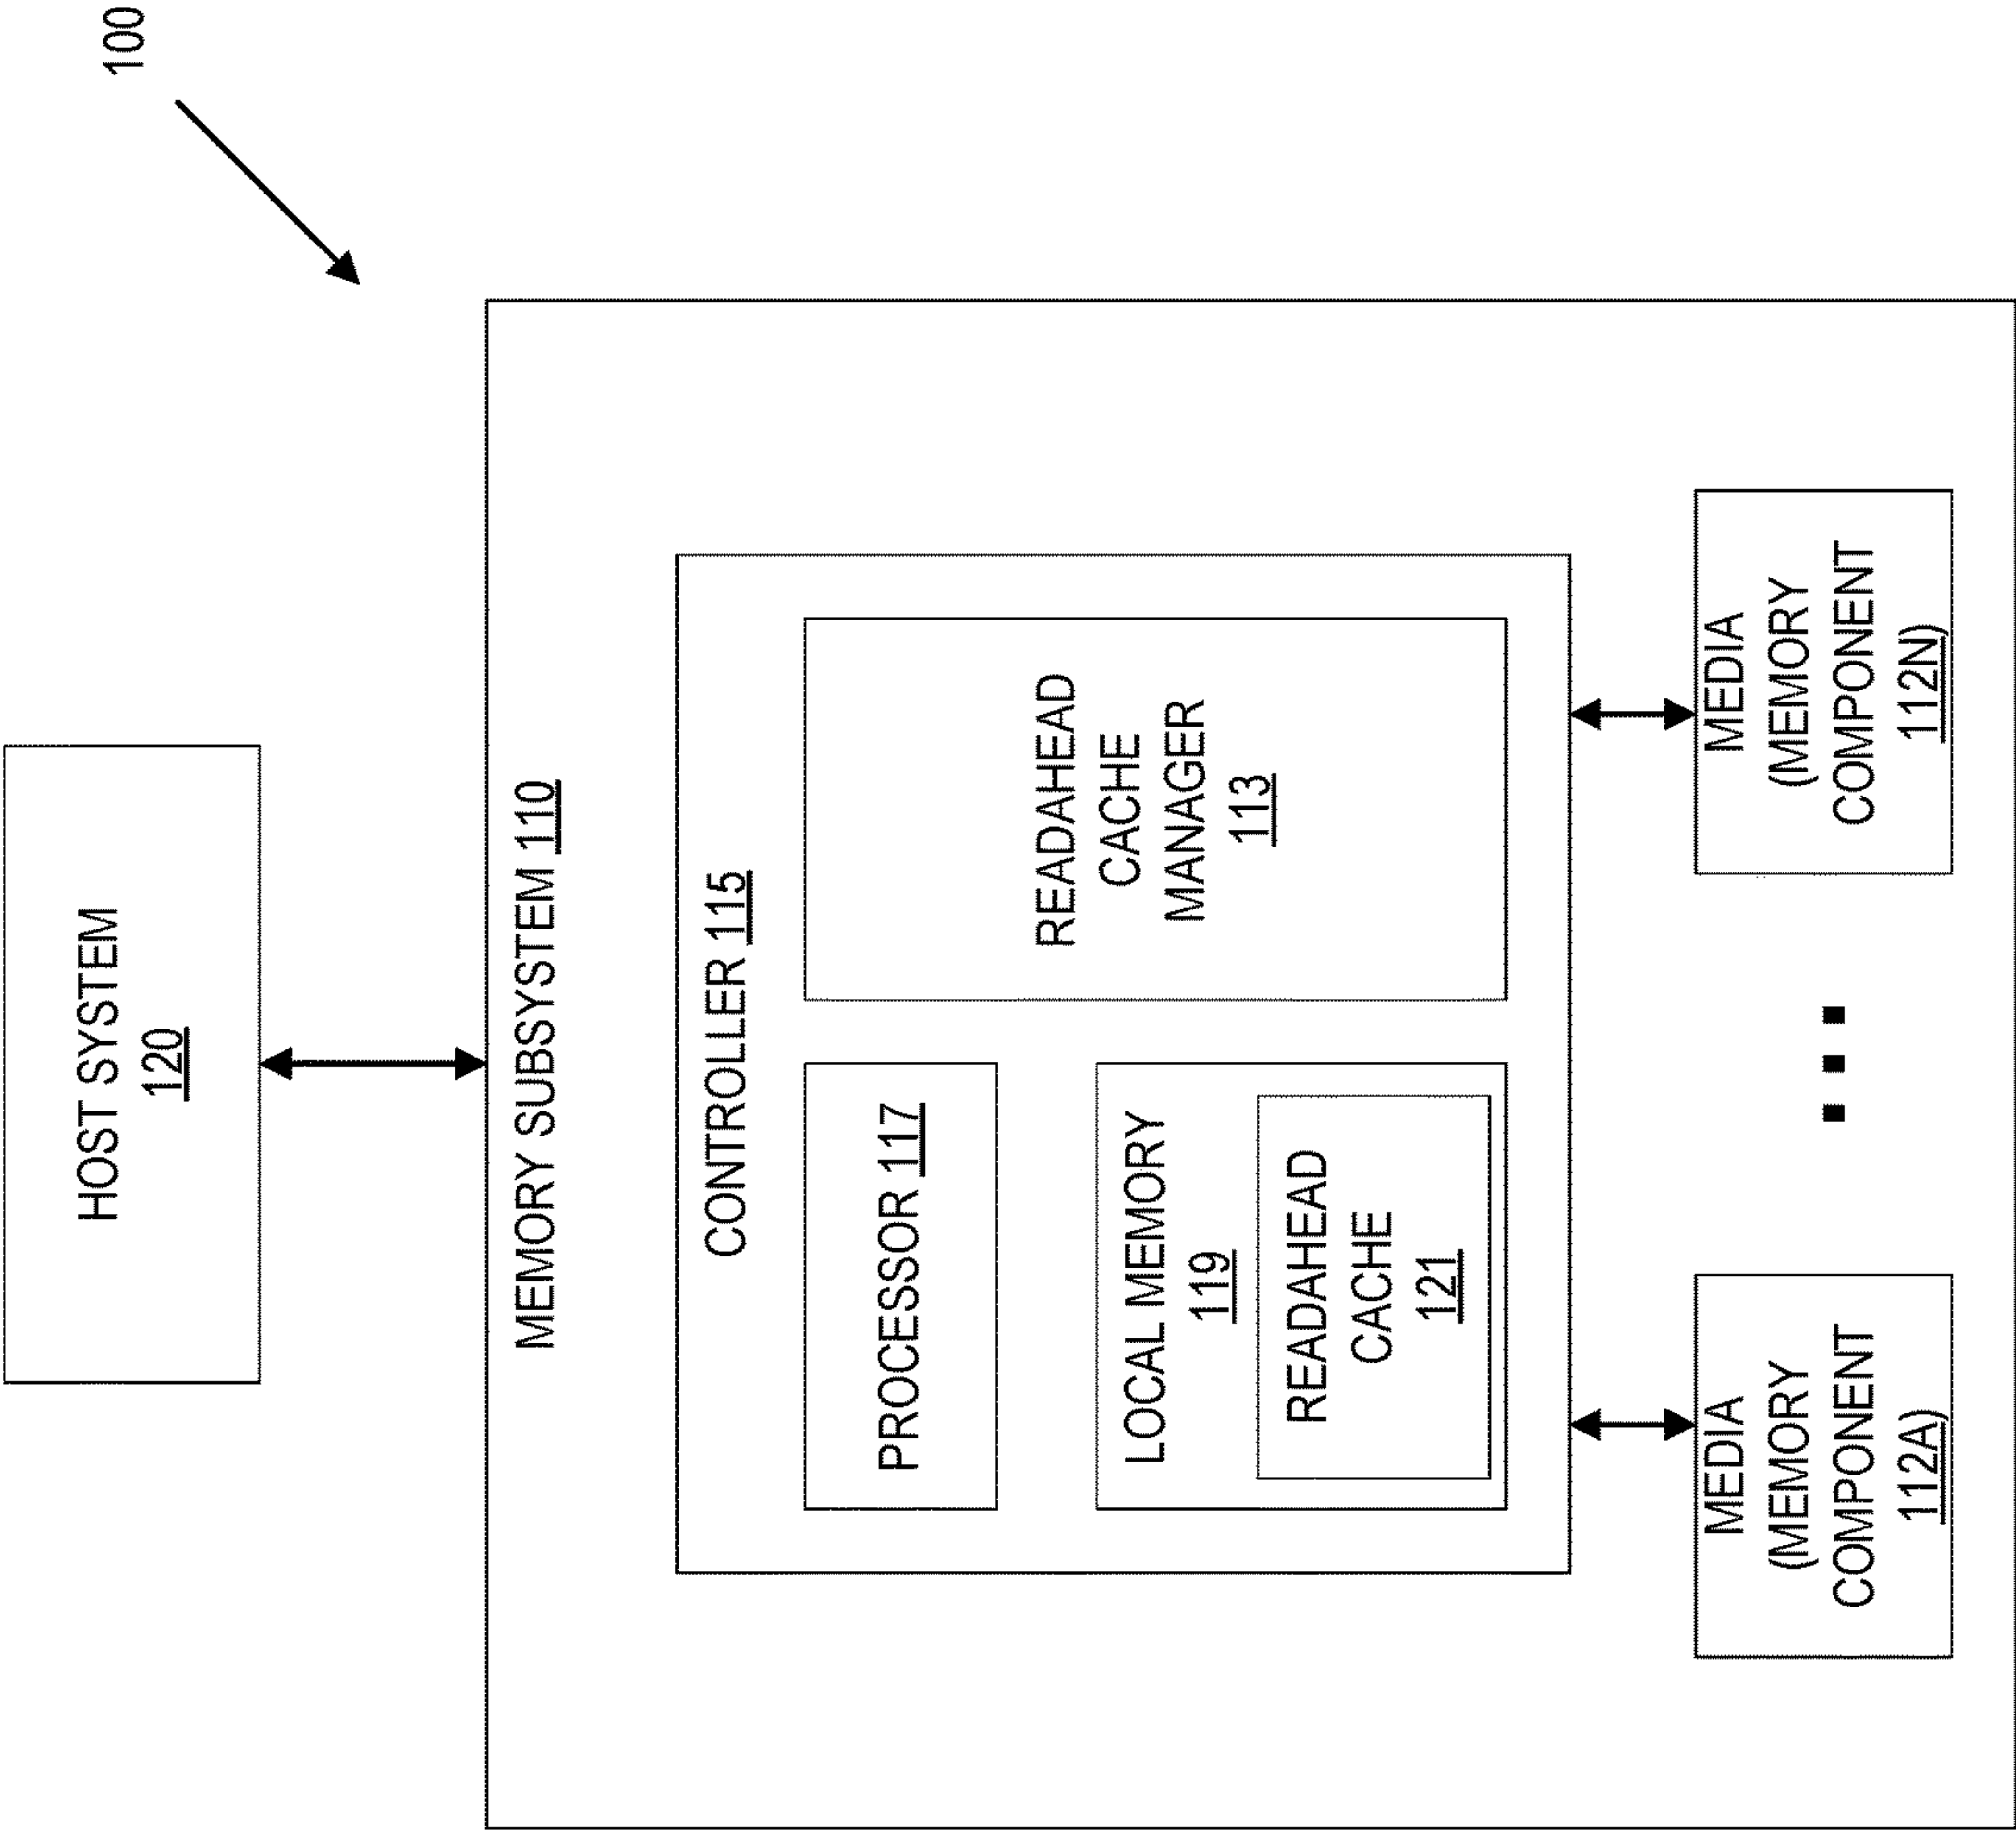 100
HOST SYSTEM
120
MEMORY SUBSYSTEM 110
CONTROLLER 115
PROCESSOR 117
LOCAL MEMORY
119
READAHEAD
CACHE
121
READAHEAD
CACHE
MANAGER
113
MEDIA
(MEMORY
COMPONENT
112A)
MEDIA
(MEMORY
COMPONENT
112N)